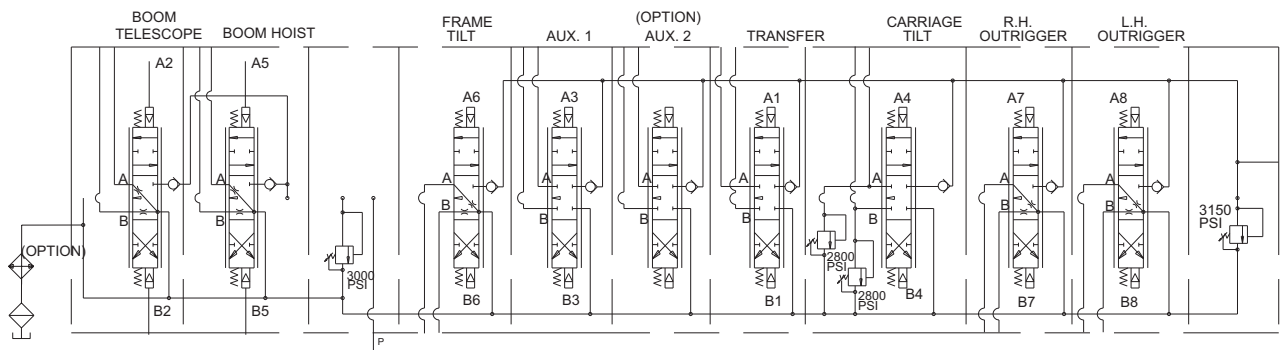 BOOM
TELESCOPE
BOOM HOIST
FRAME
TILT
AUX. 1
(OPTION)
AUX. 2
TRANSFER
CARRIAGE
TILT
R.H.
OUTRIGGER
L.H.
OUTRIGGER
A2
A5
A6
A3
A1
A4
A7
A8
A
B
A
B
A
B
A
B
B
A
B
A
B
A
B
A
B
(OPTION)
3000
PSI
2800
PSI
2800
PSI
3150
PSI
B2
B5
B6
B3
B1
B4
B7
B8
P